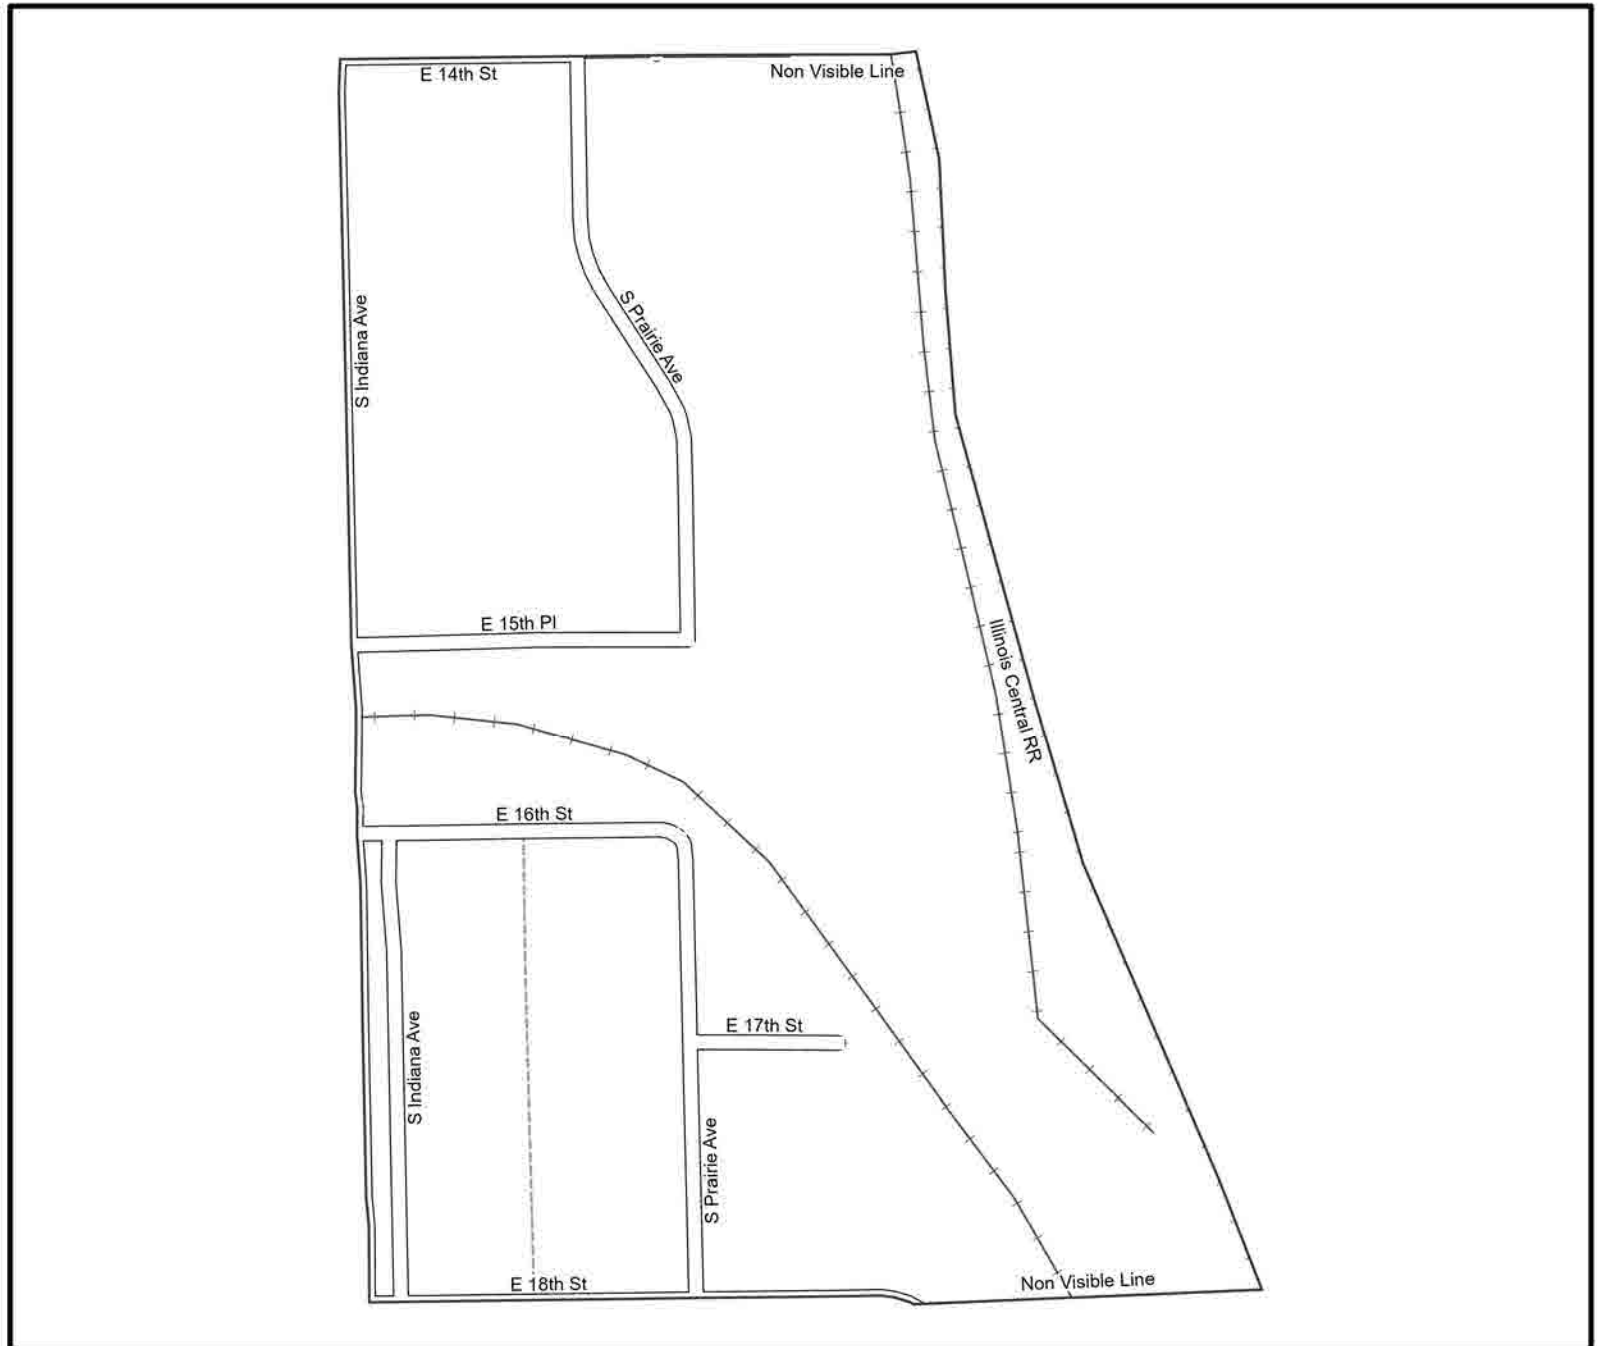 E 14th St
Non Visible Line
S Indiana Ave
S Prairie Ave
E 15th Pl
Illinois Central RR
E 16th St
S Indiana Ave
E 17th St
S Prairie Ave
E 18th St
Non Visible Line